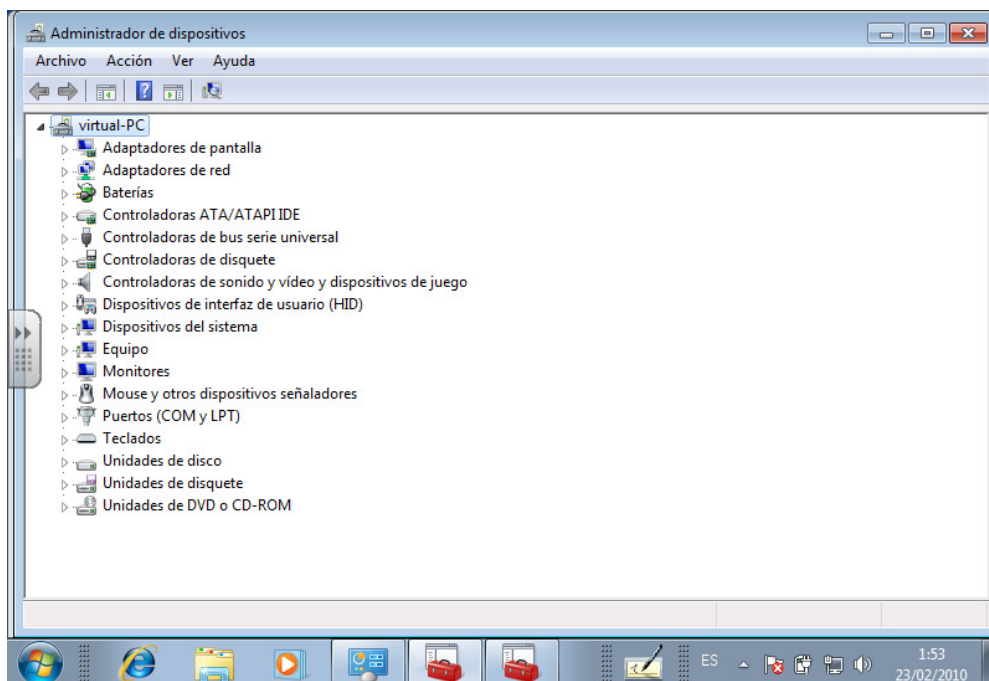 Administrador de dispositivos
Archivo Acción Ver Ayuda
virtual-PC
Adaptadores de pantalla
Adaptadores de red
Baterías
Controladoras ATA/ATAPI IDE
Controladoras de bus serie universal
Controladoras de disquete
Controladoras de sonido y vídeo y dispositivos de juego
Dispositivos de interfaz de usuario (HID)
Dispositivos del sistema
Equipo
Monitores
Mouse y otros dispositivos señaladores
Puertos (COM y LPT)
Teclados
Unidades de disco
Unidades de disquete
Unidades de DVD o CD-ROM
ES 1:53
23/02/2010